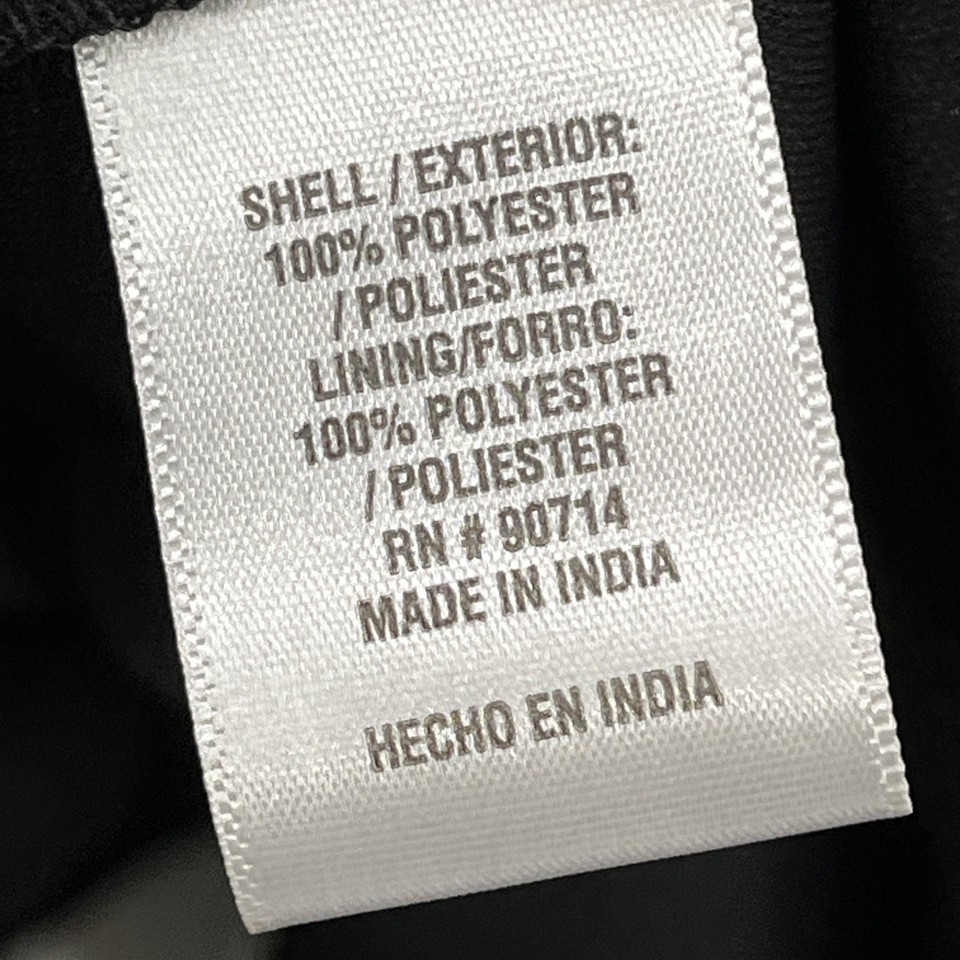 SHELL / EXTERIOR:
100% POLYESTER
/ POLIESTER
LINING/FORRO:
100% POLYESTER
/ POLIESTER
RN # 90714
MADE IN INDIA
HECHO EN INDIA